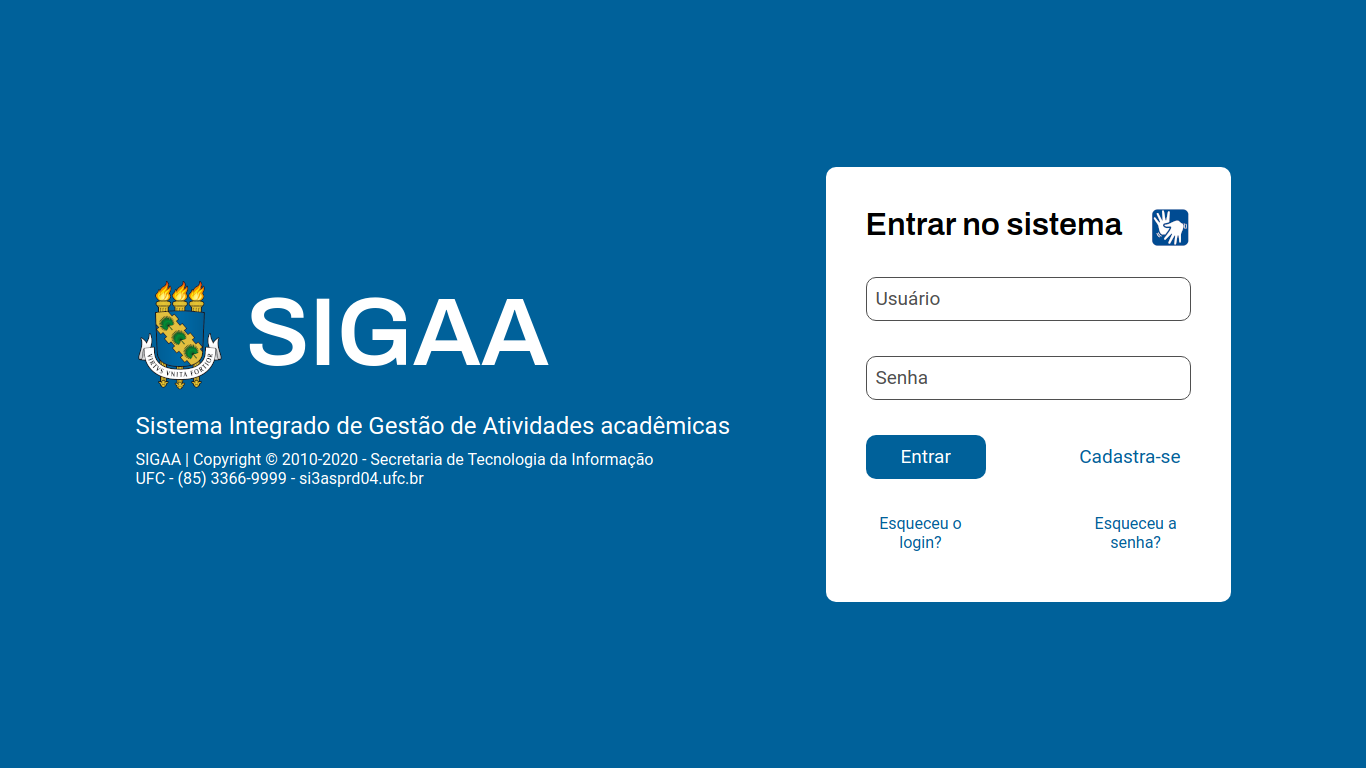 VIRTVS VNITA FORTIOR
SIGAA
Sistema Integrado de Gestão de Atividades acadêmicas
SIGAA | Copyright © 2010-2020 - Secretaria de Tecnologia da Informação
UFC - (85) 3366-9999 - si3asprd04.ufc.br
Entrar no sistema
Usuário
Senha
Entrar
Cadastra-se
Esqueceu o
login?
Esqueceu a
senha?